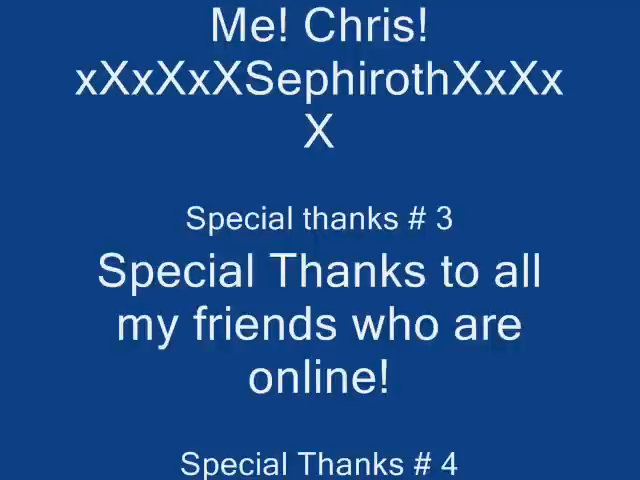 Me! Chris!
xXxXxXSephirothXxXx
X
Special thanks # 3
Special Thanks to all
my friends who are
online!
Special Thanks # 4